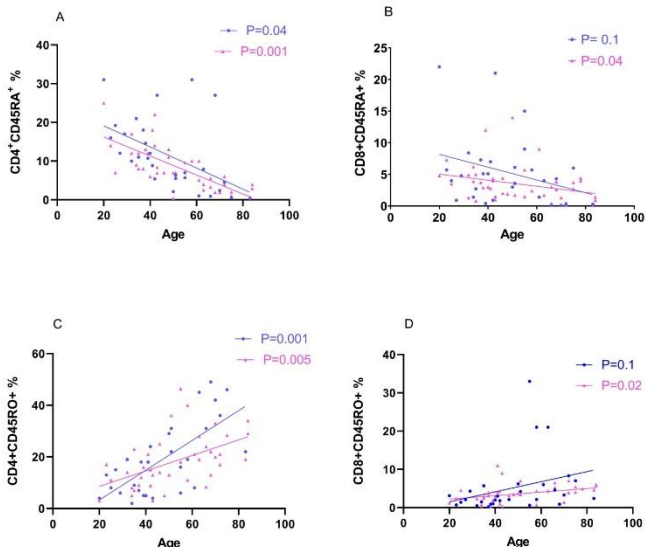 A
P=0.04
P=0.001
CD4+CD45RA+ %
40
30
20
10
0
0 20 40 60 80 100
Age
B
P= 0.1
P=0.04
CD8+CD45RA+ %
25
20
15
10
5
0
0 20 40 60 80 100
Age
C
P=0.001
P=0.005
CD4+CD45RO+ %
60
40
20
0
0 20 40 60 80 100
Age
D
P=0.1
P=0.02
CD8+CD45RO+ %
40
30
20
10
0
0 20 40 60 80 100
Age